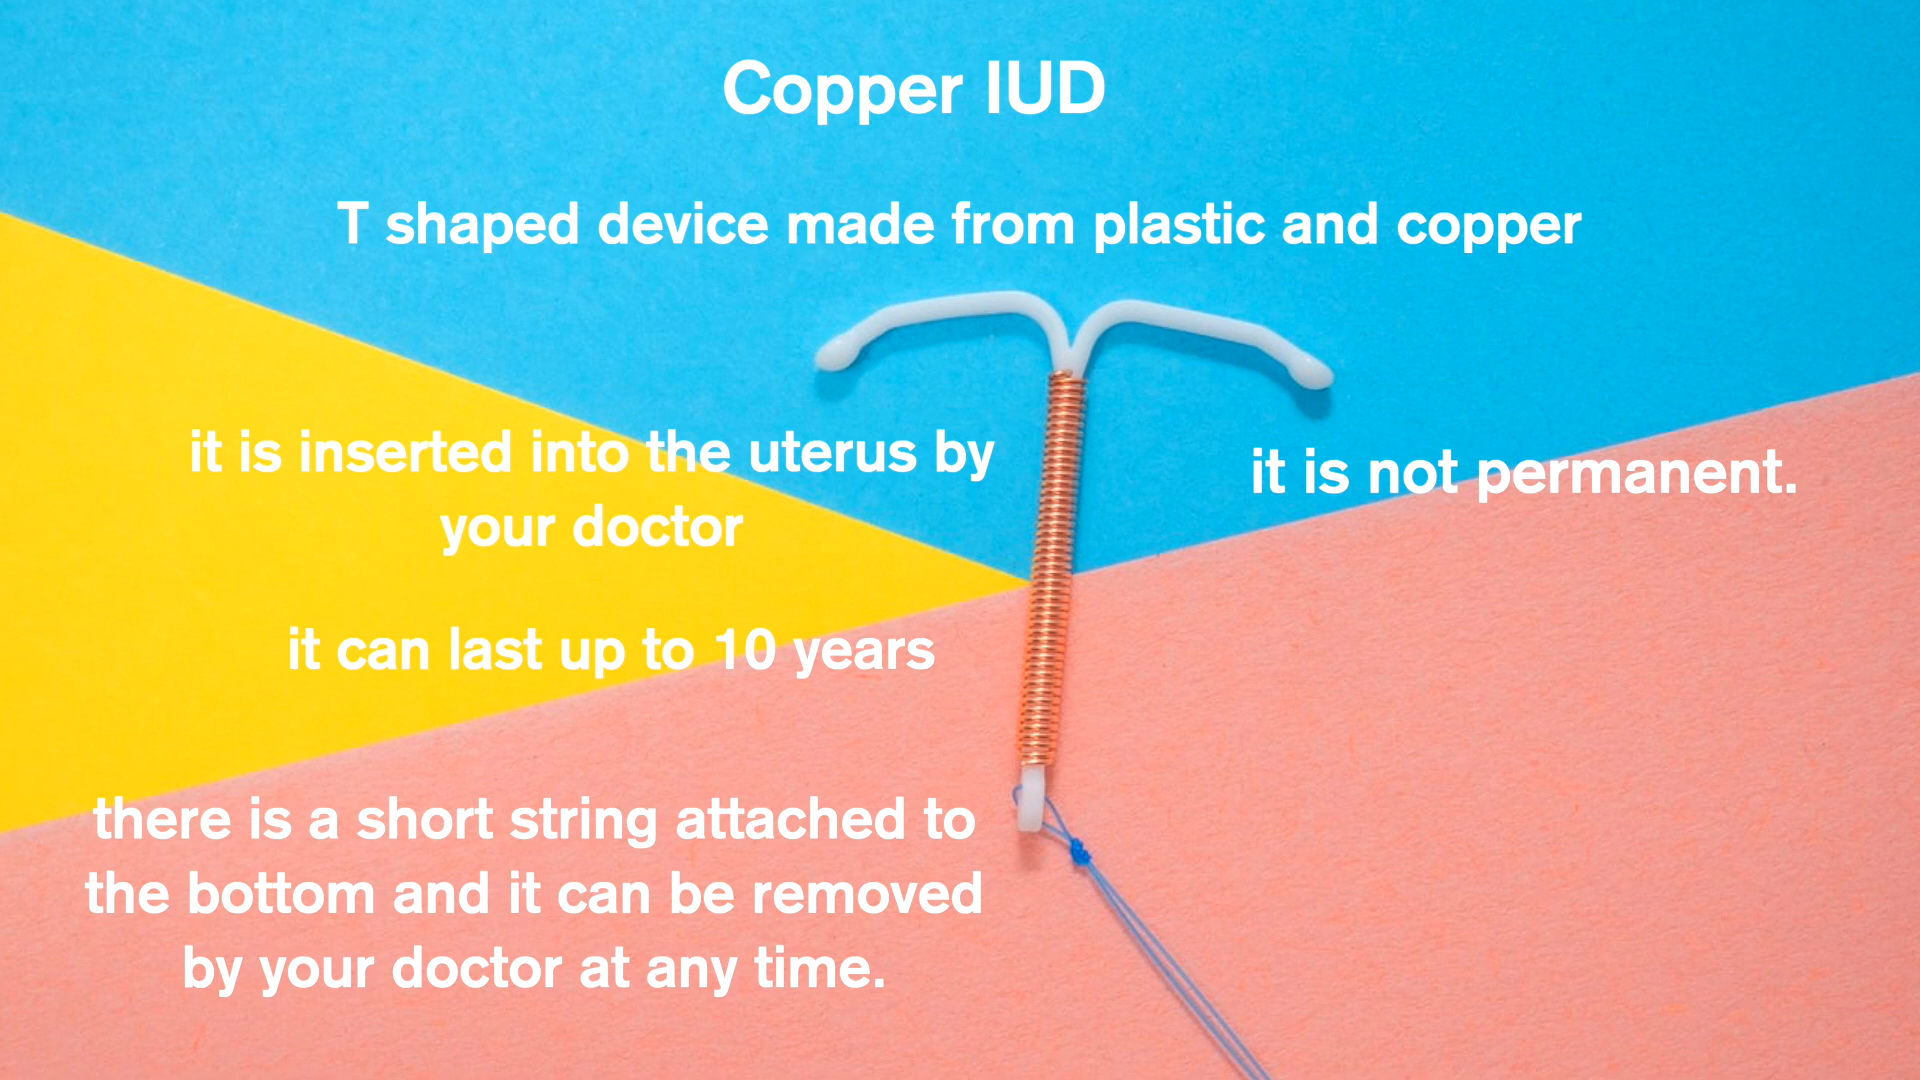 Copper IUD
T shaped device made from plastic and copper
it is inserted into the uterus by
your doctor
it is not permanent.
it can last up to 10 years
there is a short string attached to
the bottom and it can be removed
by your doctor at any time.